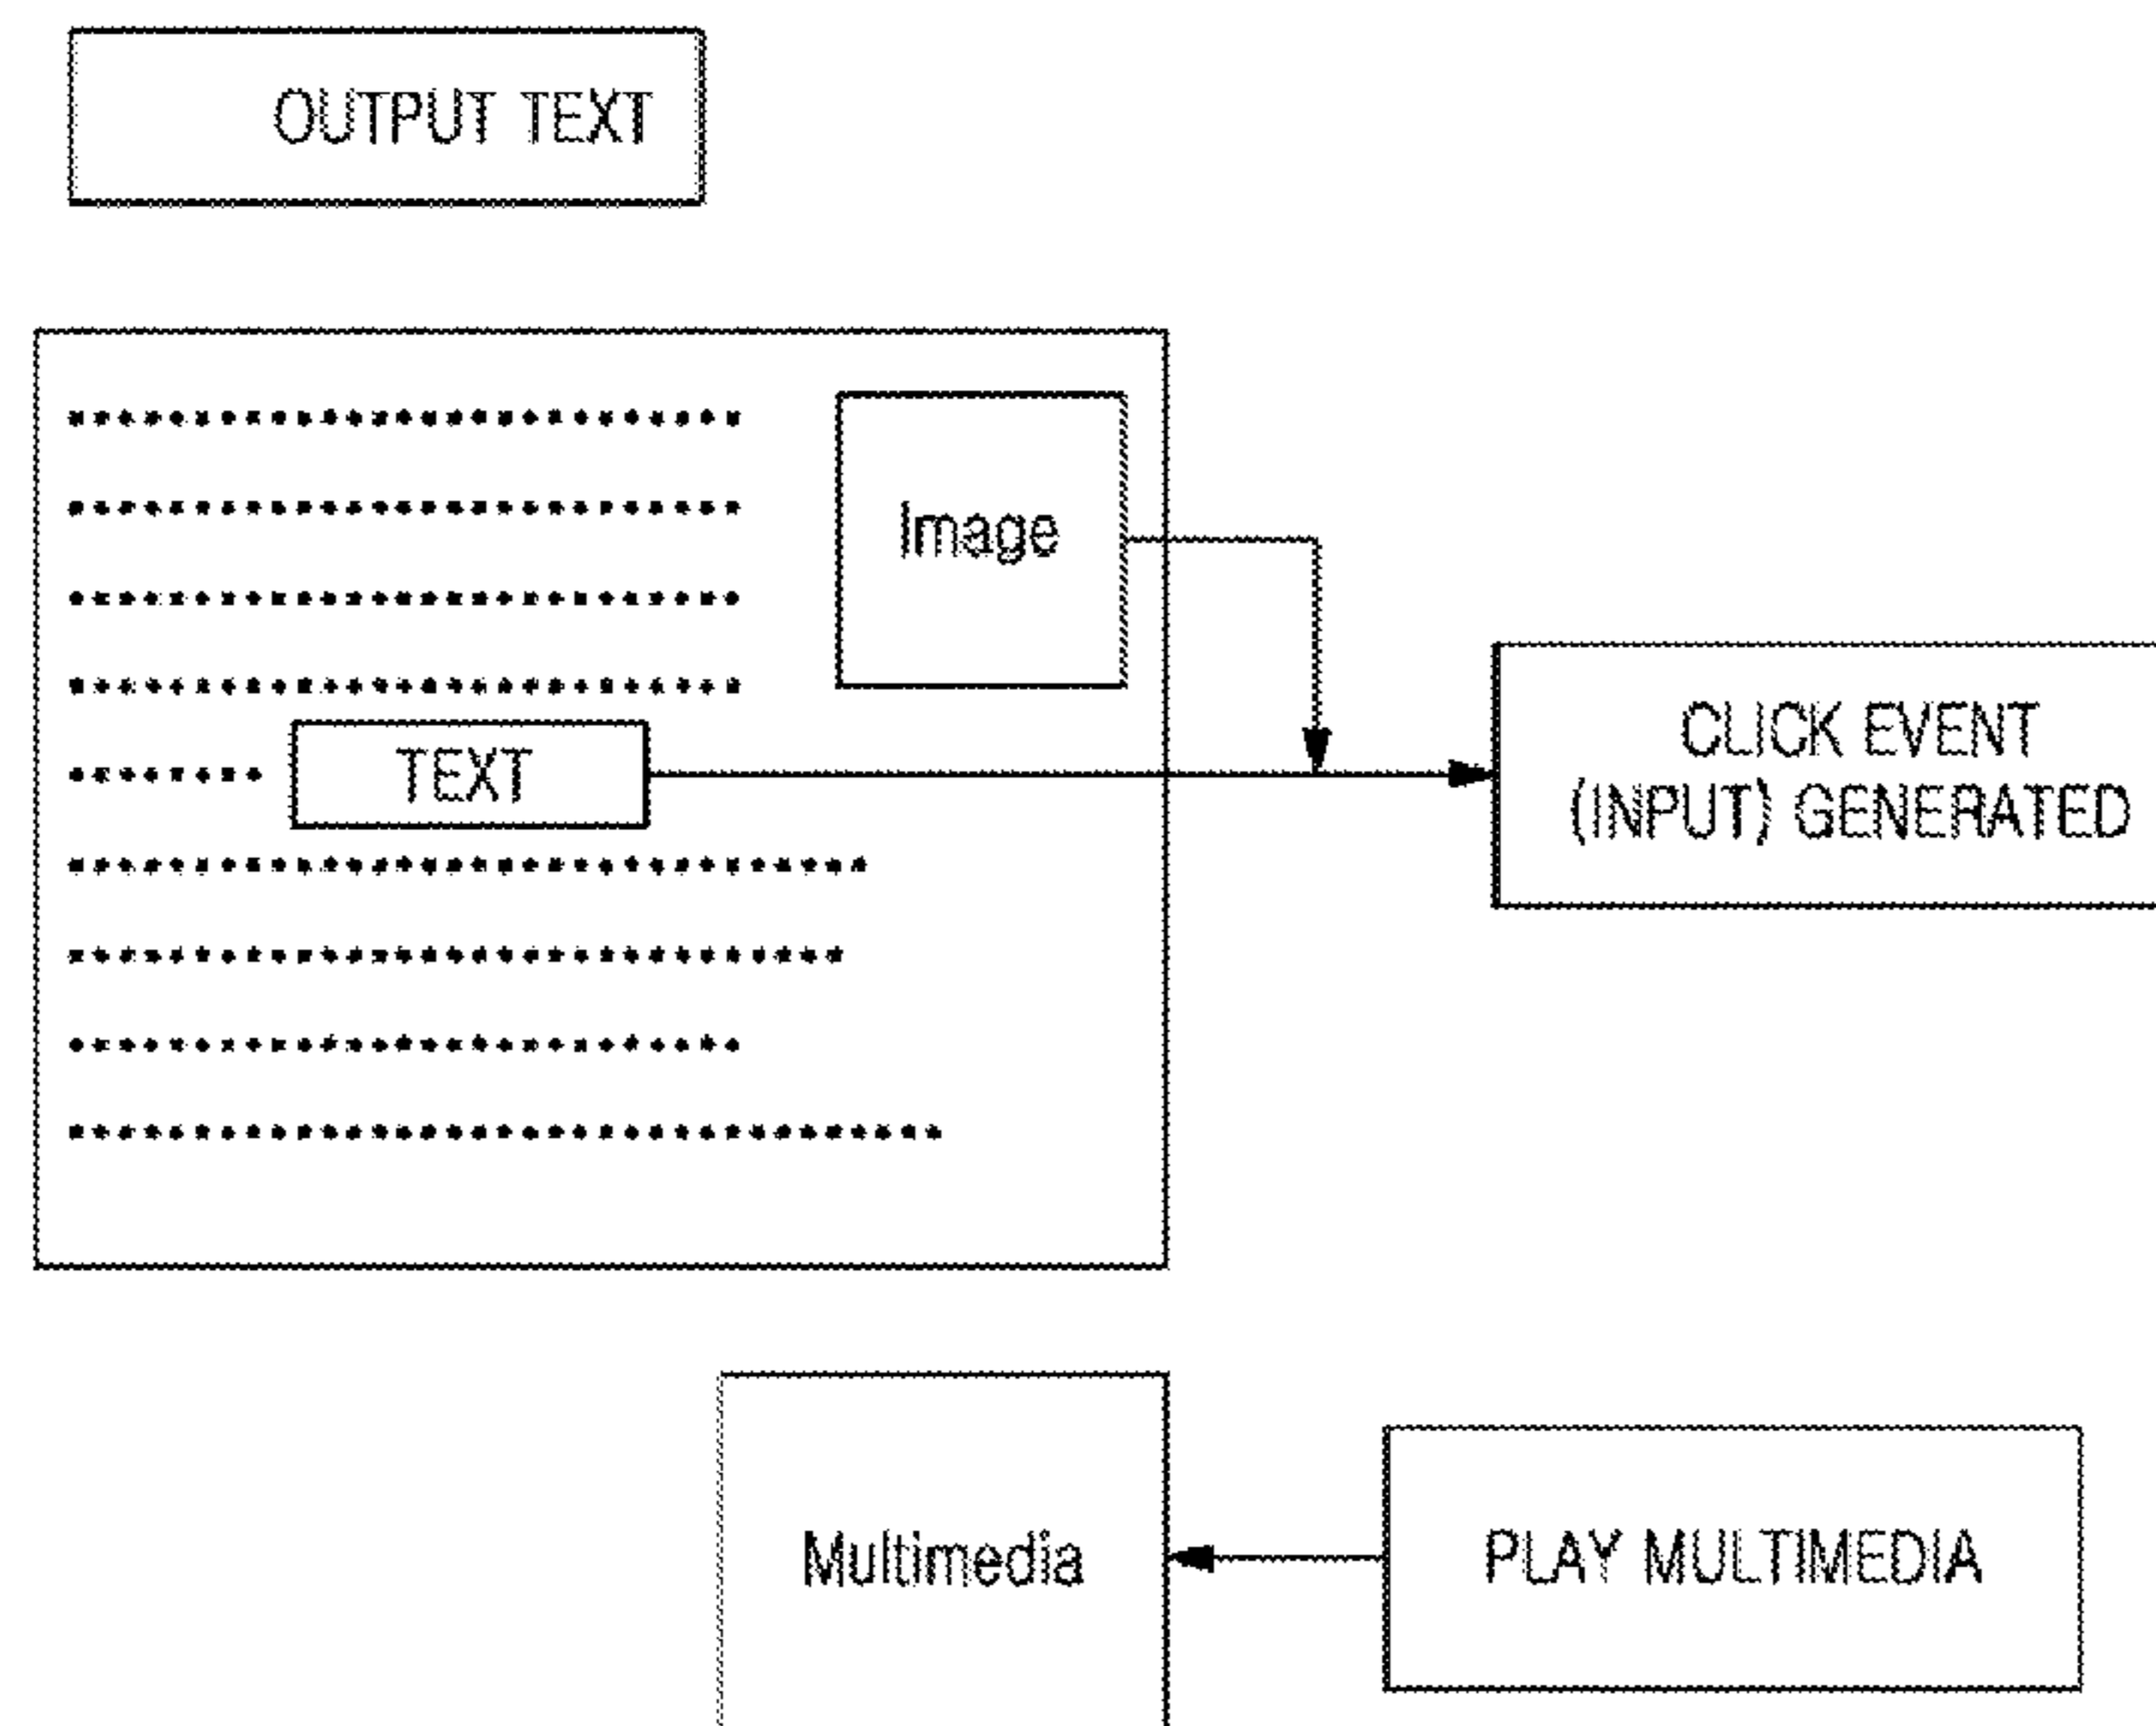 OUTPUT TEXT
Image
TEXT
CLICK EVENT
(INPUT) GENERATED
Multimedia
PLAY MULTIMEDIA